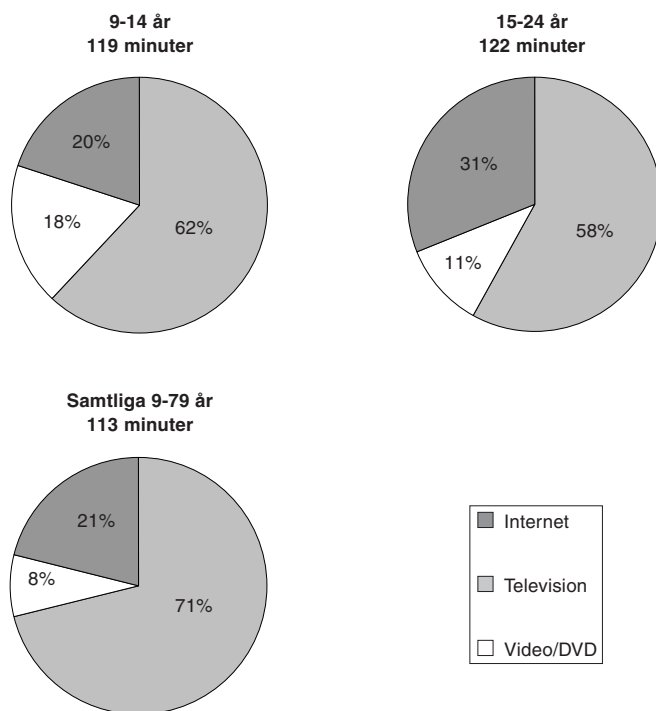 9-14 år
119 minuter
20%
18%
62%
15-24 år
122 minuter
31%
11%
58%
Samtliga 9-79 år
113 minuter
21%
8%
71%
Internet
Television
Video/DVD